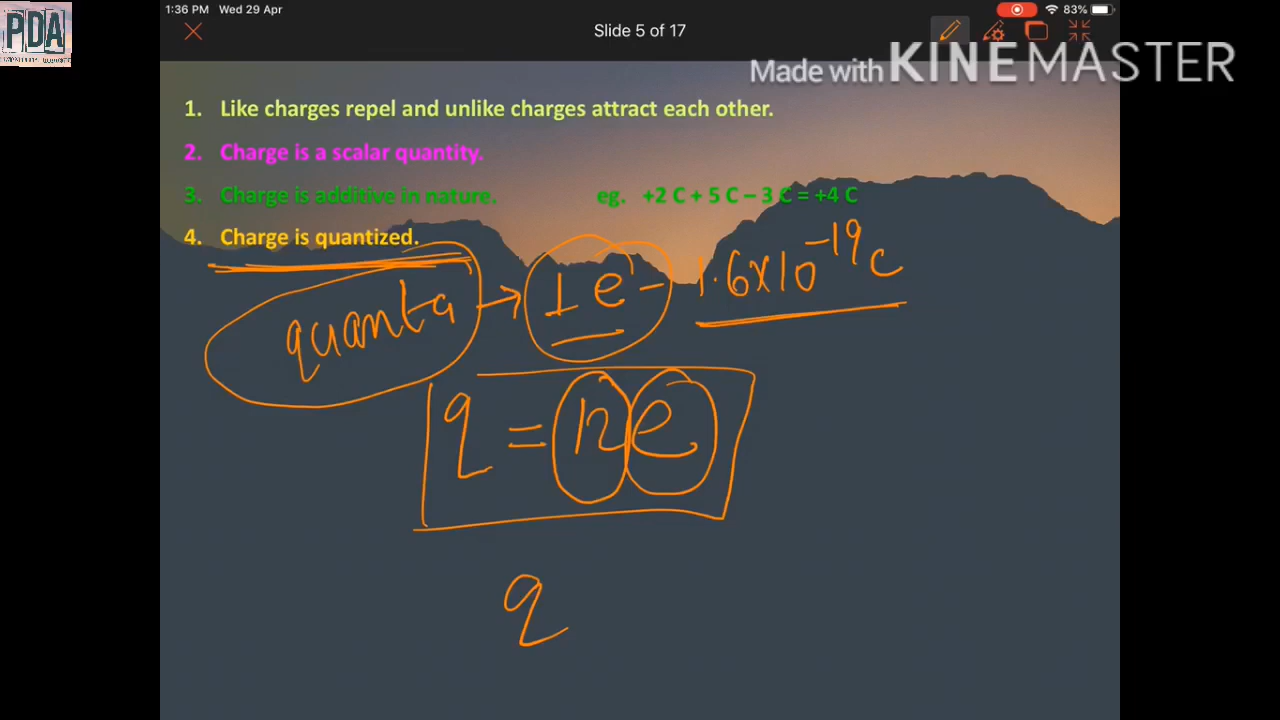 1:36 PM Wed 29 Apr
83%
PDA
Slide 5 of 17
Made with KINEMASTER
1. Like charges repel and unlike charges attract each other.
2. Charge is a scalar quantity.
3. Charge is additive in nature. eg. +2 C + 5 C – 3 C = +4 C
4. Charge is quantized.
quanta → 1 e – 1.6x10⁻¹⁹ C
q = ne
q